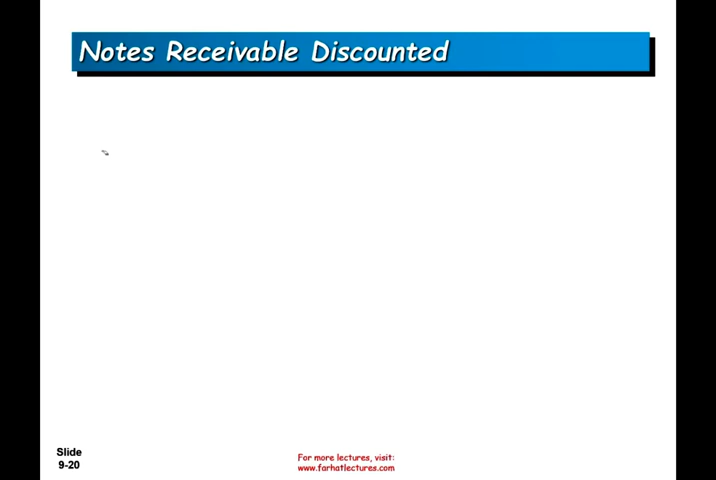 Notes Receivable Discounted
Slide
9-20
For more lectures, visit:
www.farhatlectures.com